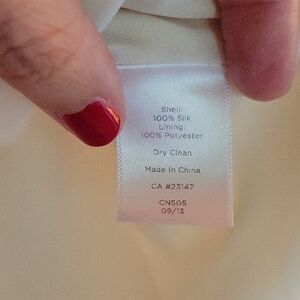 Shell:
100% Silk
Lining:
100% Polyester
Dry Clean
Made in China
CA #23147
CN505
09/13